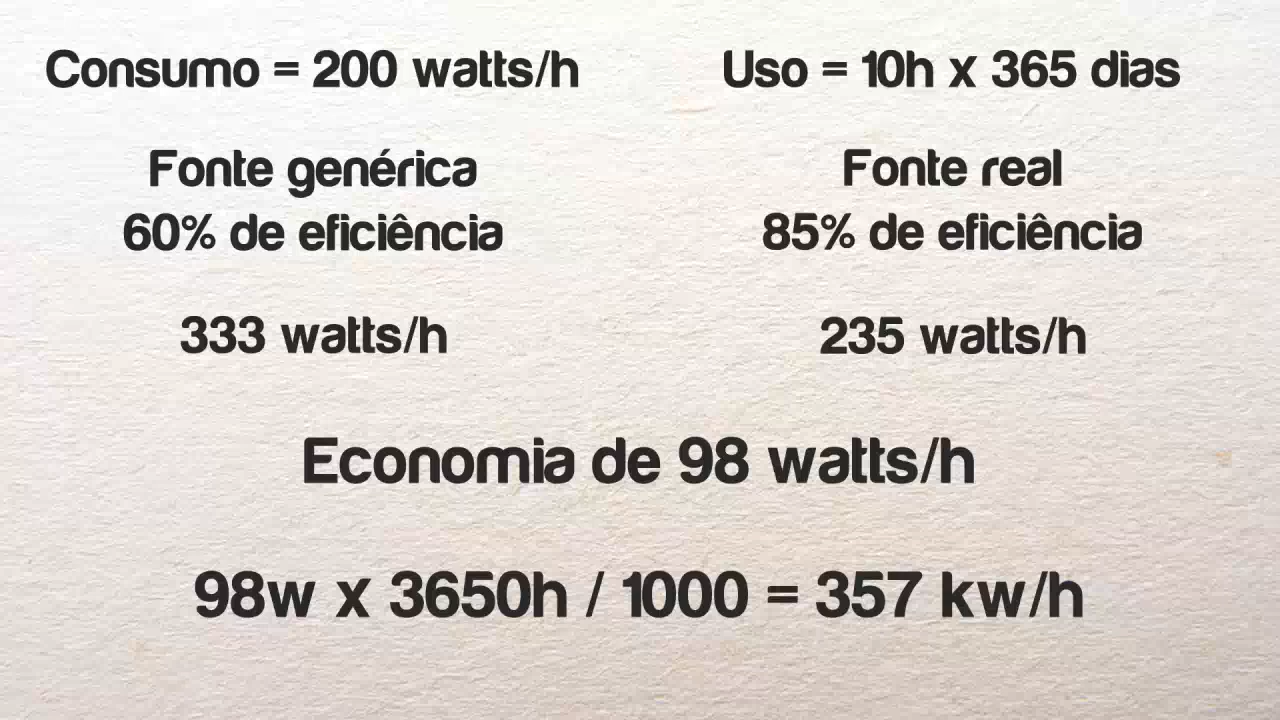 Consumo = 200 watts/h
Uso = 10h x 365 dias
Fonte genérica
60% de eficiência
Fonte real
85% de eficiência
333 watts/h
235 watts/h
Economia de 98 watts/h
98w x 3650h / 1000 = 357 kw/h